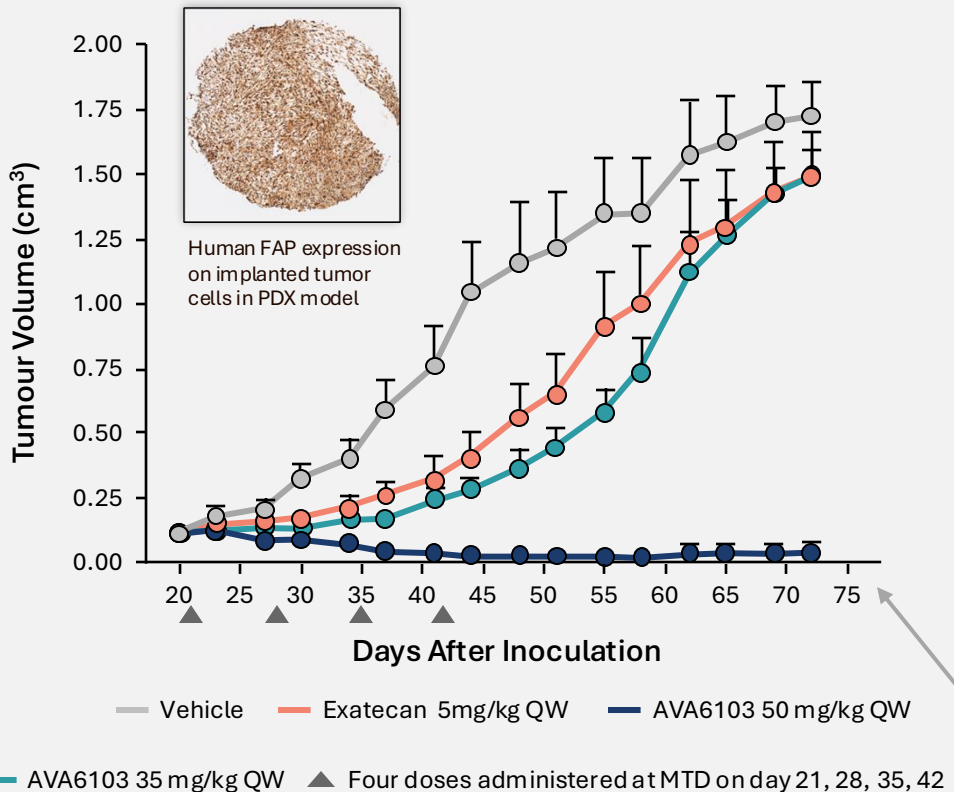 2.00
1.75
1.50
1.25
1.00
0.75
0.50
0.25
0.00
Tumour Volume (cm³)
Human FAP expression
on implanted tumor
cells in PDX model
20 25 30 35 40 45 50 55 60 65 70 75
Days After Inoculation
Vehicle Exatecan 5mg/kg QW AVA6103 50 mg/kg QW
AVA6103 35 mg/kg QW Four doses administered at MTD on day 21, 28, 35, 42